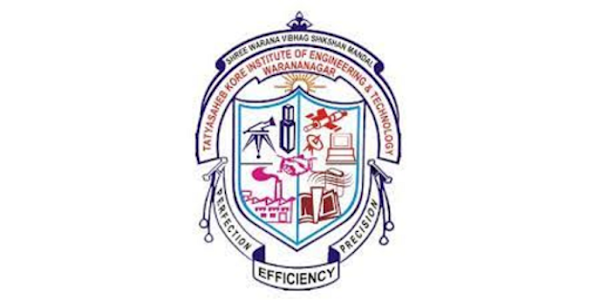 SHREE WARANA VIBHAG SHIKSHAN MANDAL
TATYASAHEB KORE INSTITUTE OF ENGINEERING & TECHNOLOGY
WARANANAGAR
PERFECTION
EFFICIENCY
PRECISION